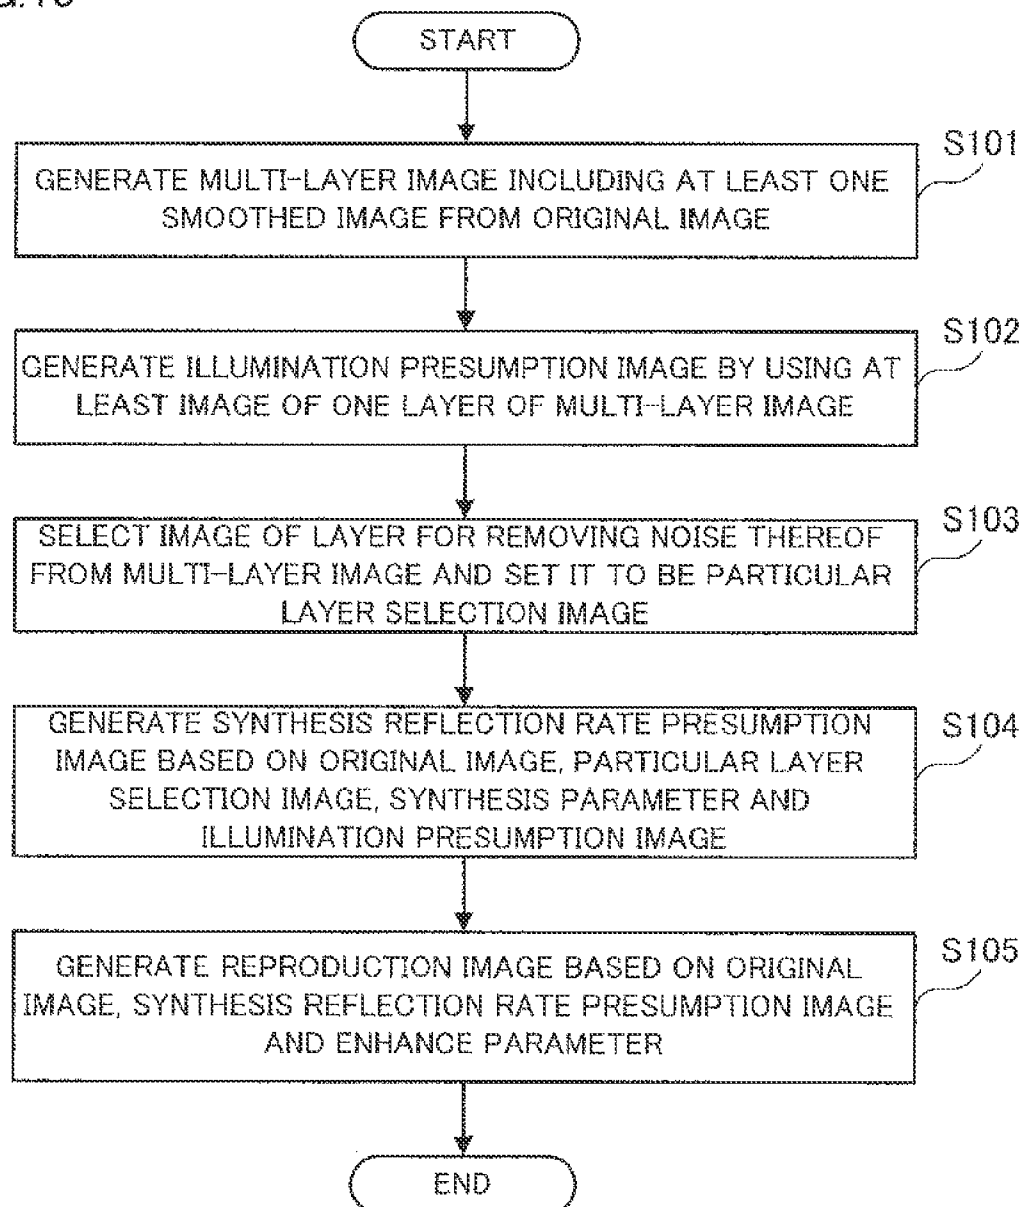 START
S101
GENERATE MULTI-LAYER IMAGE INCLUDING AT LEAST ONE
SMOOTHED IMAGE FROM ORIGINAL IMAGE
S102
GENERATE ILLUMINATION PRESUMPTION IMAGE BY USING AT
LEAST IMAGE OF ONE LAYER OF MULTI-LAYER IMAGE
S103
SELECT IMAGE OF LAYER FOR REMOVING NOISE THEREOF
FROM MULTI-LAYER IMAGE AND SET IT TO BE PARTICULAR
LAYER SELECTION IMAGE
S104
GENERATE SYNTHESIS REFLECTION RATE PRESUMPTION
IMAGE BASED ON ORIGINAL IMAGE, PARTICULAR LAYER
SELECTION IMAGE, SYNTHESIS PARAMETER AND
ILLUMINATION PRESUMPTION IMAGE
S105
GENERATE REPRODUCTION IMAGE BASED ON ORIGINAL
IMAGE, SYNTHESIS REFLECTION RATE PRESUMPTION IMAGE
AND ENHANCE PARAMETER
END